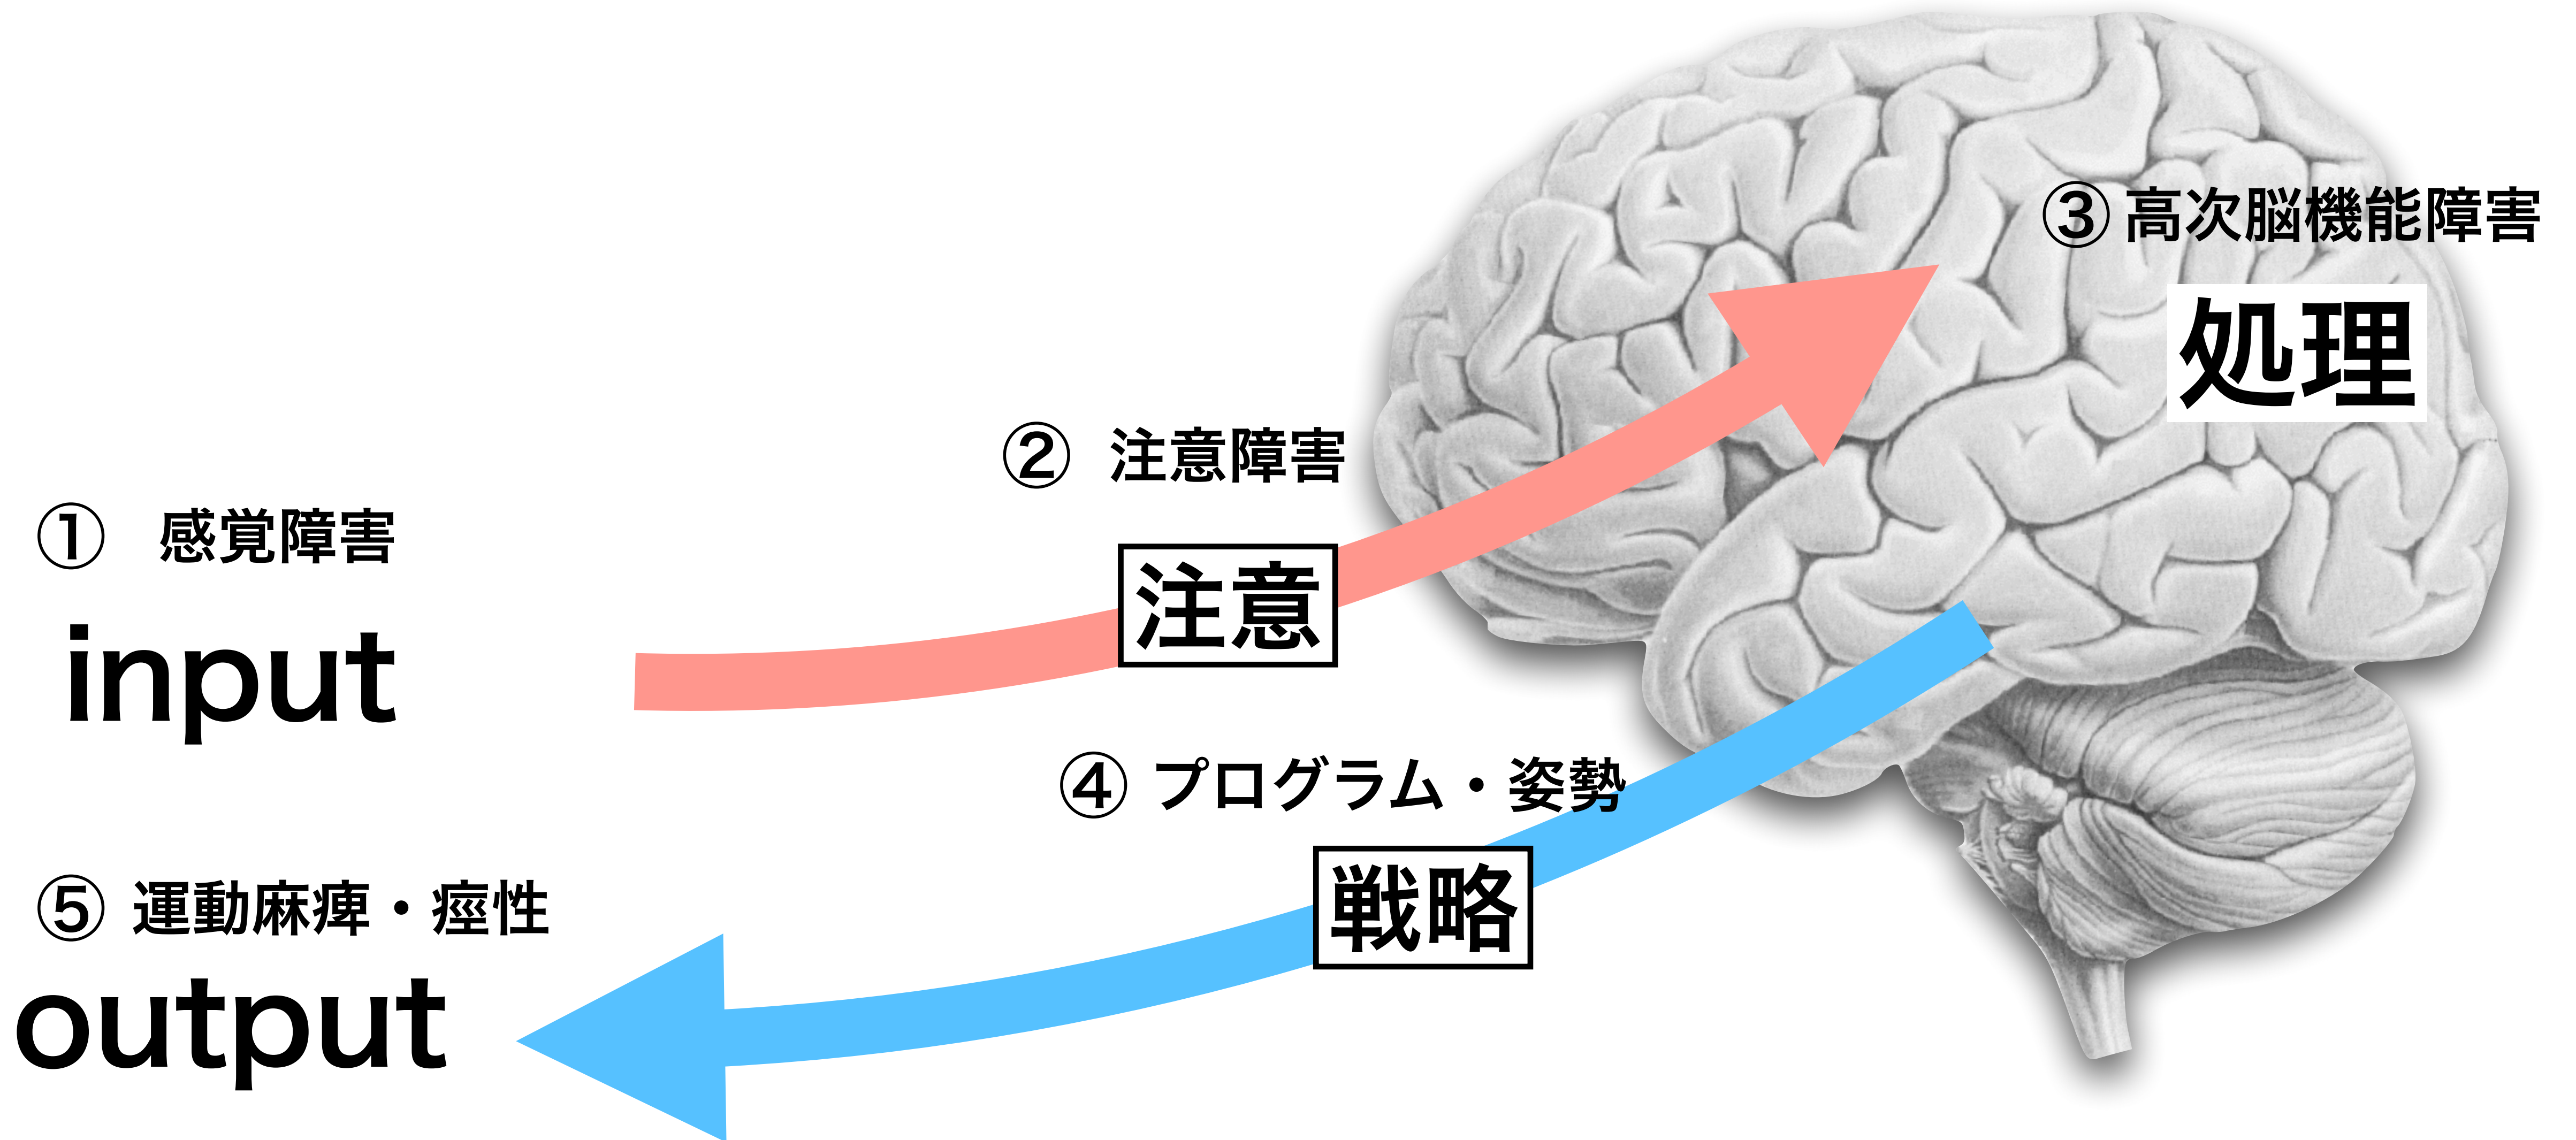 ① 感覚障害
input
② 注意障害
注意
③ 高次脳機能障害
処理
④ プログラム・姿勢
戦略
⑤ 運動麻痺・痙性
output